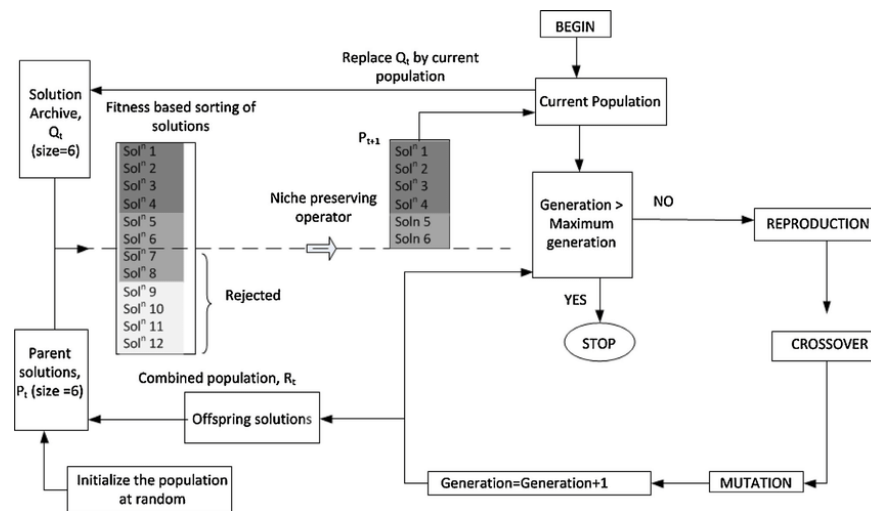 BEGIN
Replace Qt by current
population
Solution
Archive,
Qt
(size=6)
Fitness based sorting of
solutions
Current Population
Pt+1
Solⁿ 1
Solⁿ 2
Solⁿ 3
Solⁿ 4
Solⁿ 5
Solⁿ 6
Solⁿ 7
Solⁿ 8
Solⁿ 9
Solⁿ 10
Solⁿ 11
Solⁿ 12
Niche preserving
operator
Solⁿ 1
Solⁿ 2
Solⁿ 3
Solⁿ 4
Soln 5
Soln 6
Generation >
Maximum
generation
NO
REPRODUCTION
Rejected
YES
STOP
CROSSOVER
Parent
solutions,
Pt (size =6)
Combined population, Rt
Offspring solutions
Initialize the population
at random
Generation=Generation+1
MUTATION